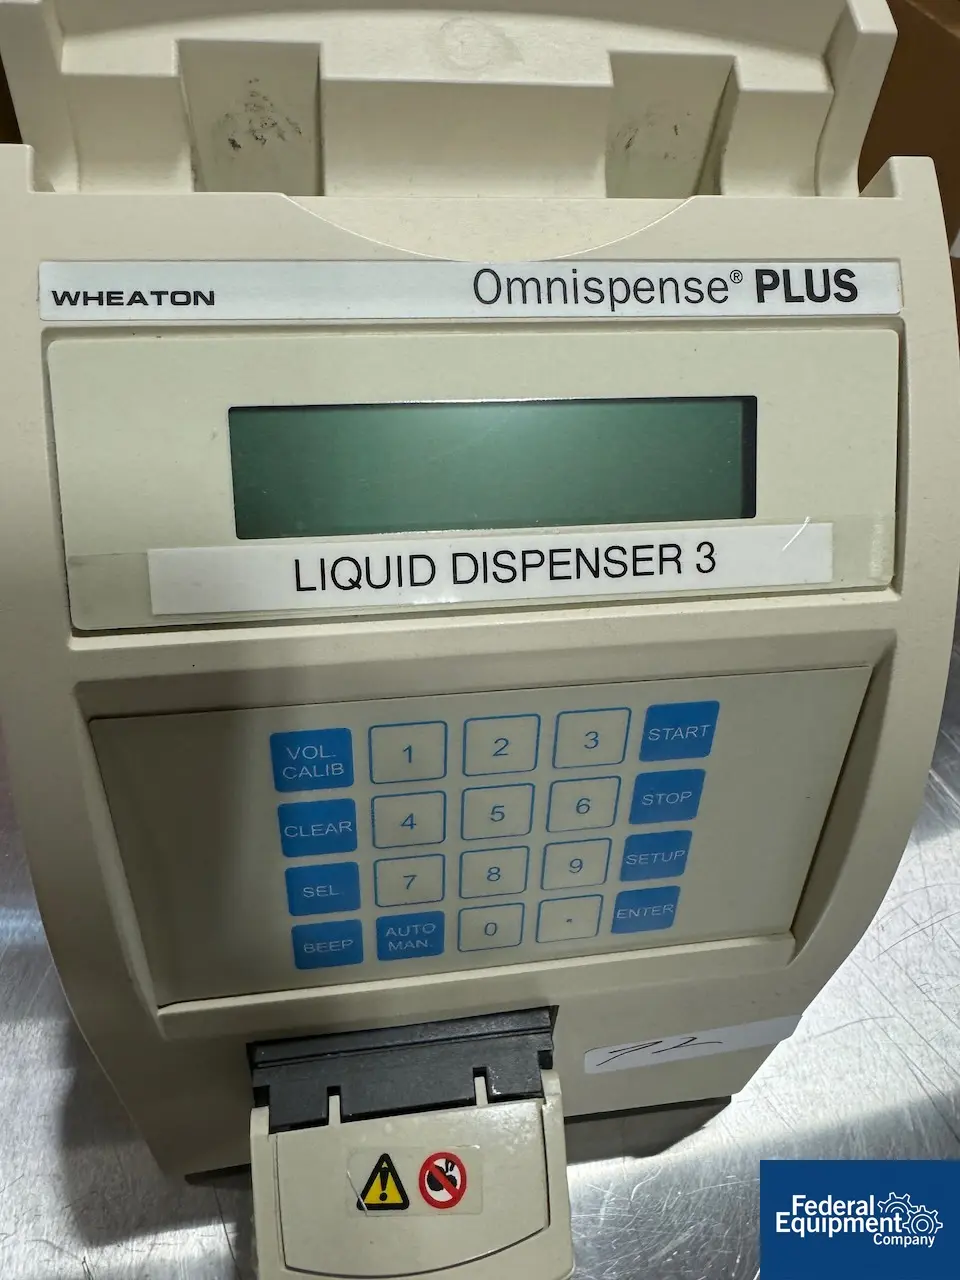 WHEATON Omnispense® PLUS
LIQUID DISPENSER 3
VOL. CALIB 1 2 3 START
CLEAR 4 5 6 STOP
SEL. 7 8 9 SETUP
BEEP AUTO MAN. 0 . ENTER
Federal
Equipment
Company